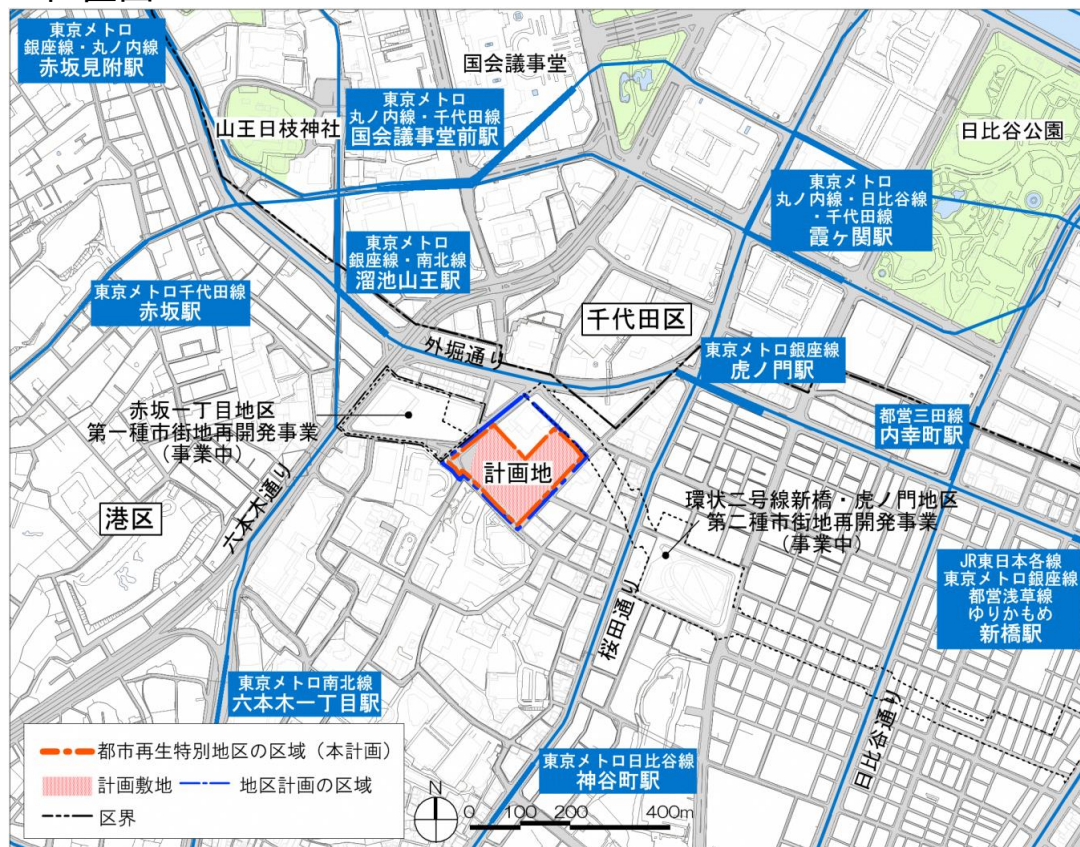 東京メトロ
銀座線・丸ノ内線
赤坂見附駅
国会議事堂
東京メトロ
丸ノ内線・千代田線
国会議事堂前駅
山王日枝神社
日比谷公園
東京メトロ
丸ノ内線・日比谷線
・千代田線
霞ヶ関駅
東京メトロ
銀座線・南北線
溜池山王駅
東京メトロ千代田線
赤坂駅
千代田区
外堀通り
東京メトロ銀座線
虎ノ門駅
赤坂一丁目地区
第一種市街地再開発事業
（事業中）
都営三田線
内幸町駅
計画地
六本木通り
港区
環状二号線新橋・虎ノ門地区
第二種市街地再開発事業
（事業中）
JR東日本各線
東京メトロ銀座線
都営浅草線
ゆりかもめ
新橋駅
桜田通り
東京メトロ南北線
六本木一丁目駅
日比谷通り
東京メトロ日比谷線
神谷町駅
都市再生特別地区の区域（本計画）
計画敷地
地区計画の区域
区界
N
0 100 200 400m